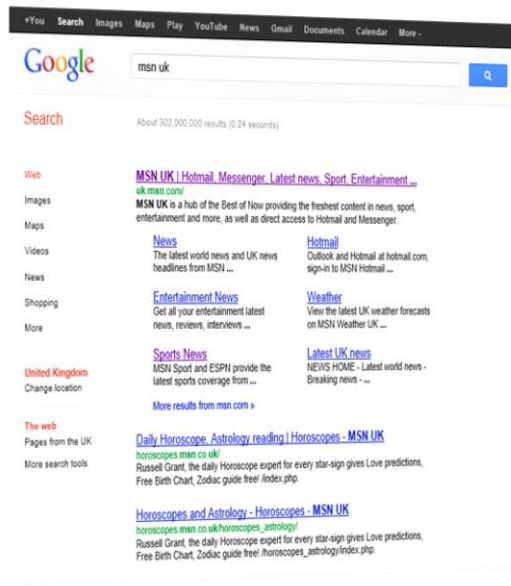 +You Search Images Maps Play YouTube News Gmail Documents Calendar More -
Google
msn uk
Search
About 302,000,000 results (0.24 seconds)
Web
Images
Maps
Videos
News
Shopping
More
United Kingdom
Change location
The web
Pages from the UK
More search tools
MSN UK | Hotmail, Messenger, Latest news, Sport, Entertainment ...
uk.msn.com/
MSN UK is a hub of the Best of Now providing the freshest content in news, sport,
entertainment and more, as well as direct access to Hotmail and Messenger.
News
The latest world news and UK news
headlines from MSN ...
Hotmail
Outlook and Hotmail at hotmail.com,
sign-in to MSN Hotmail ...
Entertainment News
Get all your entertainment latest
news, reviews, interviews ...
Weather
View the latest UK weather forecasts
on MSN Weather UK ...
Sports News
MSN Sport and ESPN provide the
latest sports coverage from ...
Latest UK news
NEWS HOME - Latest world news -
Breaking news - ...
More results from msn.com »
Daily Horoscope, Astrology reading | Horoscopes - MSN UK
horoscopes.msn.co.uk/
Russell Grant, the daily Horoscope expert for every star-sign gives Love predictions,
Free Birth Chart, Zodiac guide free! /index.php.
Horoscopes and Astrology - Horoscopes - MSN UK
horoscopes.msn.co.uk/horoscopes_astrology/
Russell Grant, the daily Horoscope expert for every star-sign gives Love predictions,
Free Birth Chart, Zodiac guide free! /horoscopes_astrology/index.php.